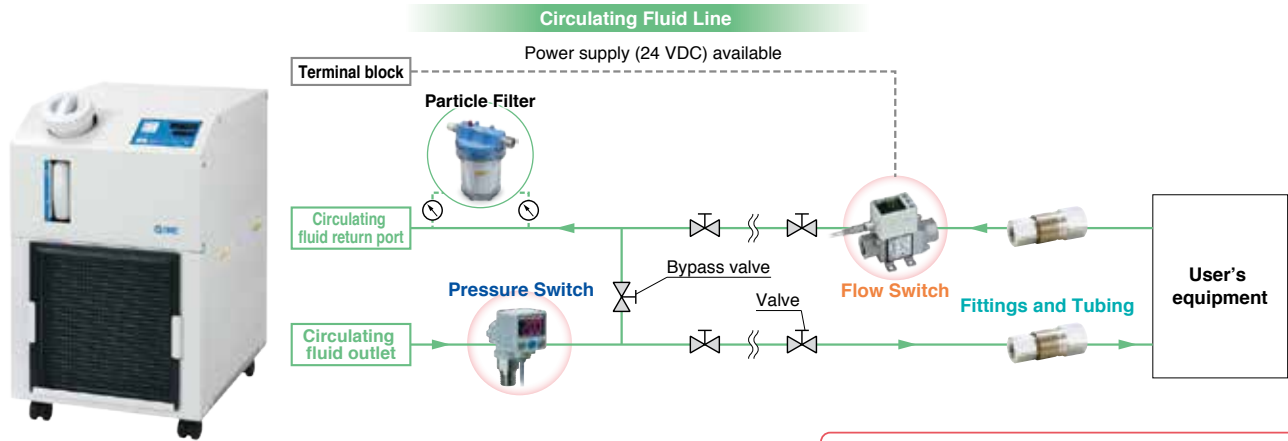 Circulating Fluid Line
Power supply (24 VDC) available
Terminal block
Particle Filter
Circulating
fluid return port
Bypass valve
Pressure Switch
Flow Switch
Valve
Fittings and Tubing
User's
equipment
Circulating
fluid outlet
SMC